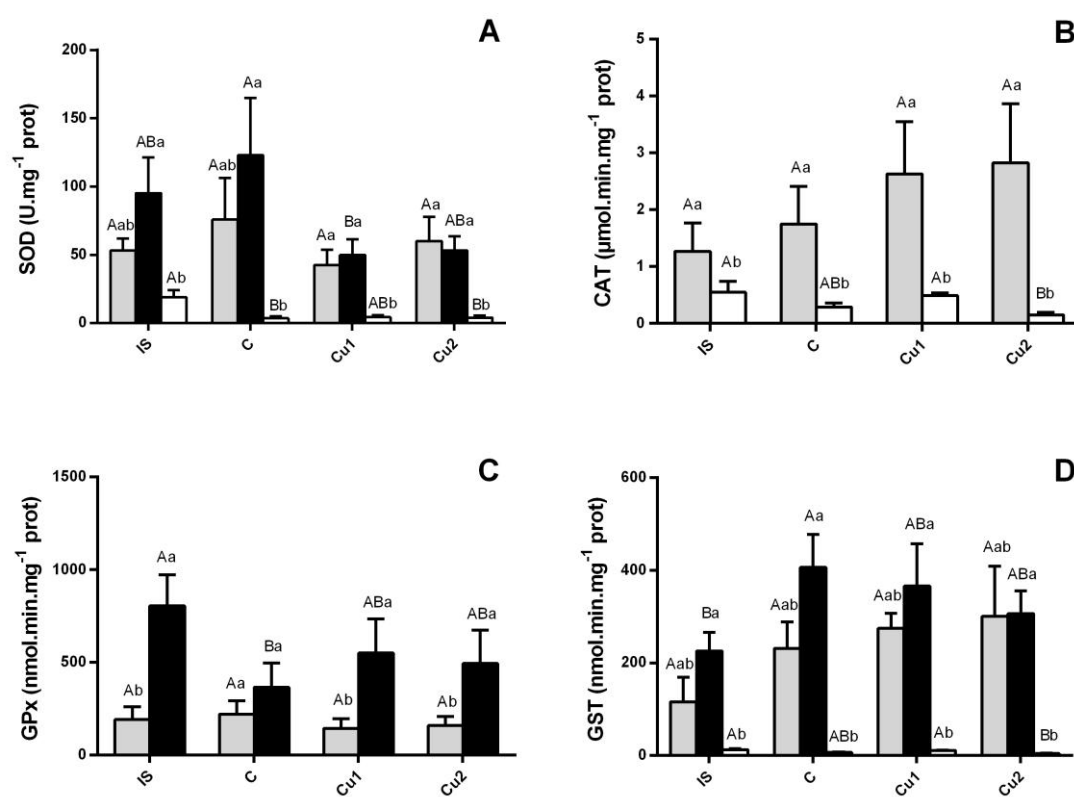 A
SOD (U.mg⁻¹ prot)
200
150
100
50
0
Aab ABa Ab
Aab Aa Bb
Aa Ba ABb
Aa ABa Bb
IS C Cu1 Cu2
B
CAT (µmol.min.mg⁻¹ prot)
5
4
3
2
1
0
Aa Ab
Aa ABb
Aa Ab
Aa Bb
IS C Cu1 Cu2
C
GPx (nmol.min.mg⁻¹ prot)
1500
1000
500
0
Ab Aa
Aa Ba
Ab ABa
Ab ABa
IS C Cu1 Cu2
D
GST (nmol.min.mg⁻¹ prot)
600
400
200
0
Aab Ba Ab
Aab Aa ABb
Aab ABa Ab
Aab ABa Bb
IS C Cu1 Cu2